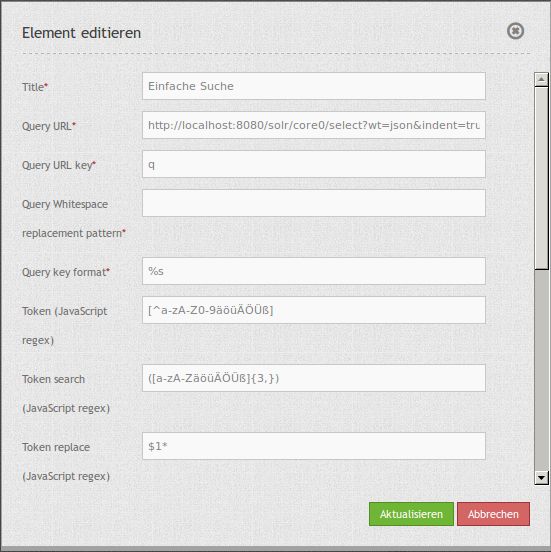 Element editieren
Title*
Einfache Suche
Query URL*
http://localhost:8080/solr/core0/select?wt=json&indent=tru
Query URL key*
q
Query Whitespace
replacement pattern*
Query key format*
%s
Token (JavaScript
regex)
[^a-zA-Z0-9äöüÄÖÜß]
Token search
(JavaScript regex)
([a-zA-ZäöüÄÖÜß]{3,})
Token replace
(JavaScript regex)
$1*
Aktualisieren
Abbrechen